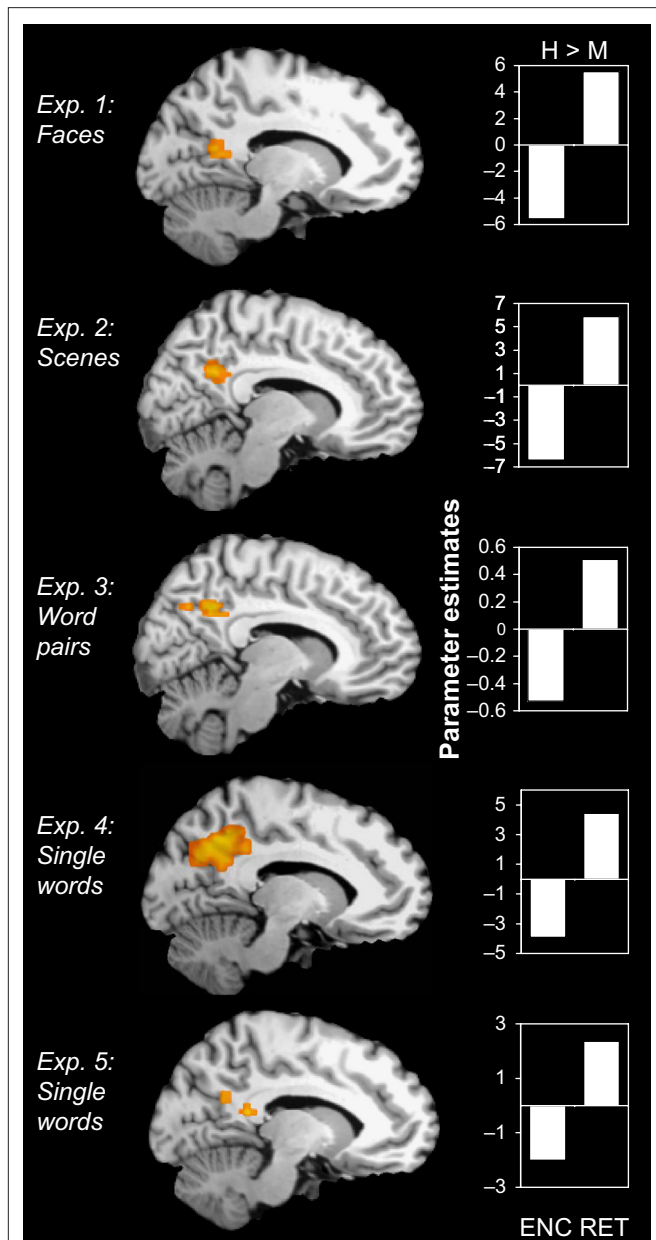 H > M
Exp. 1:
Faces
6
4
2
0
–2
–4
–6
Exp. 2:
Scenes
7
5
3
1
–1
–3
–5
–7
Parameter estimates
Exp. 3:
Word
pairs
0.6
0.4
0.2
0
–0.2
–0.4
–0.6
Exp. 4:
Single
words
5
3
1
–1
–3
–5
Exp. 5:
Single
words
3
1
–1
–3
ENC RET